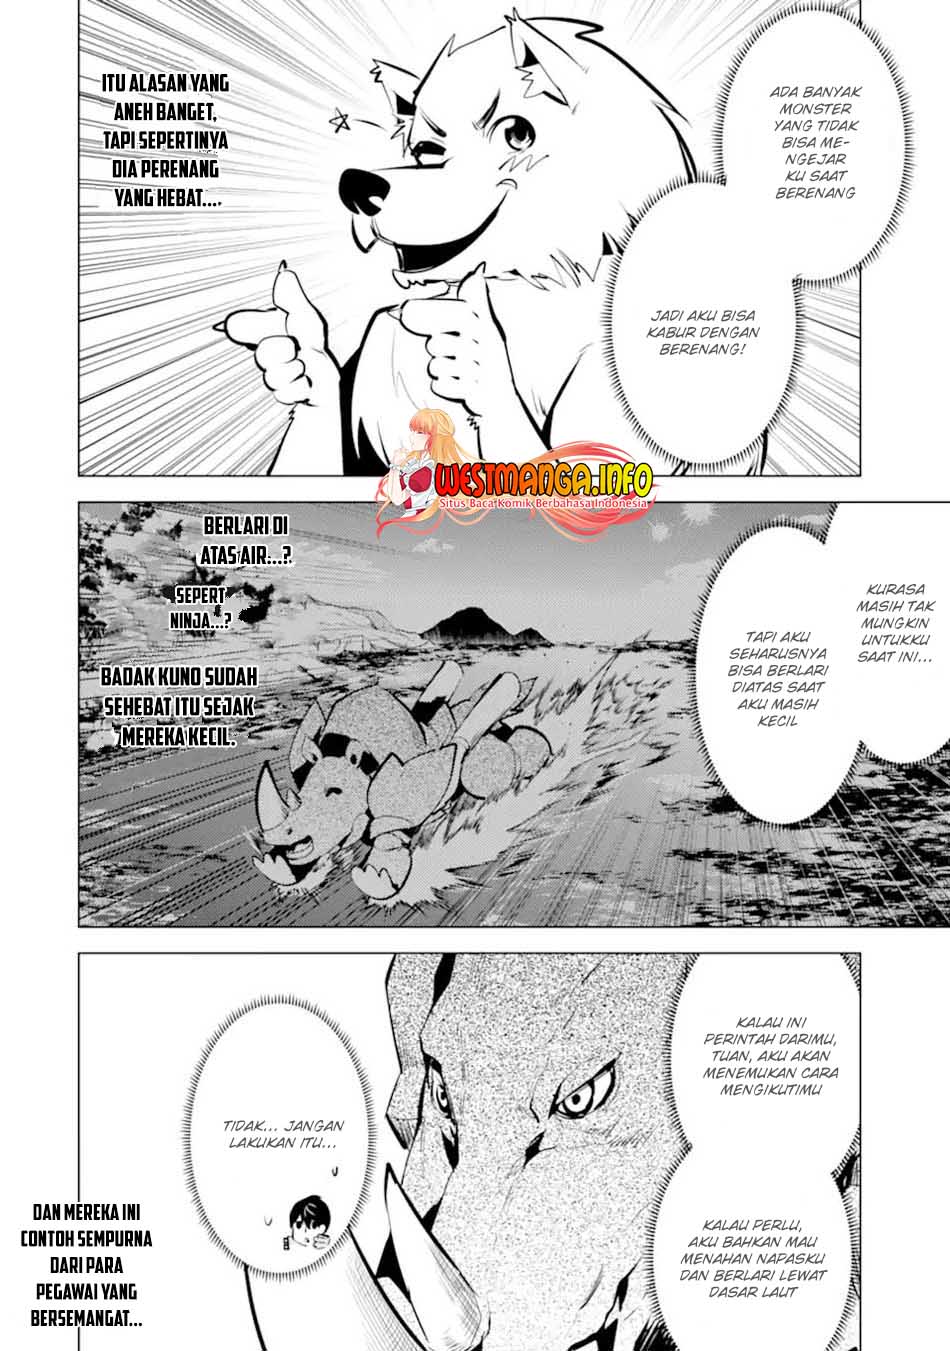 ADA BANYAK
MONSTER
YANG TIDAK
BISA ME-
NGEJAR
KU SAAT
BERENANG
JADI AKU BISA
KABUR DENGAN
BERENANG!
ITU ALASAN YANG
ANEH BANGET,
TAPI SEPERTINYA
DIA PERENANG
YANG HEBAT...
WESTMANGA.INFO
Situs Baca Komik Berbahasa Indonesia
KURASA
MASIH TAK
MUNGKIN
UNTUKKU
SAAT INI...
TAPI AKU
SEHARUSNYA
BISA BERLARI
DIATAS SAAT
AKU MASIH
KECIL
BERLARI DI
ATAS AIR...?
SEPERT
NINJA...?
BADAK KUNO SUDAH
SEHEBAT ITU SEJAK
MEREKA KECIL.
KALAU INI
PERINTAH DARIMU,
TUAN, AKU AKAN
MENEMUKAN CARA
MENGIKUTIMU
KALAU PERLU,
AKU BAHKAN MAU
MENAHAN NAPASKU
DAN BERLARI LEWAT
DASAR LAUT
TIDAK... JANGAN
LAKUKAN ITU...
DAN MEREKA INI
CONTOH SEMPURNA
DARI PARA
PEGAWAI YANG
BERSEMANGAT...